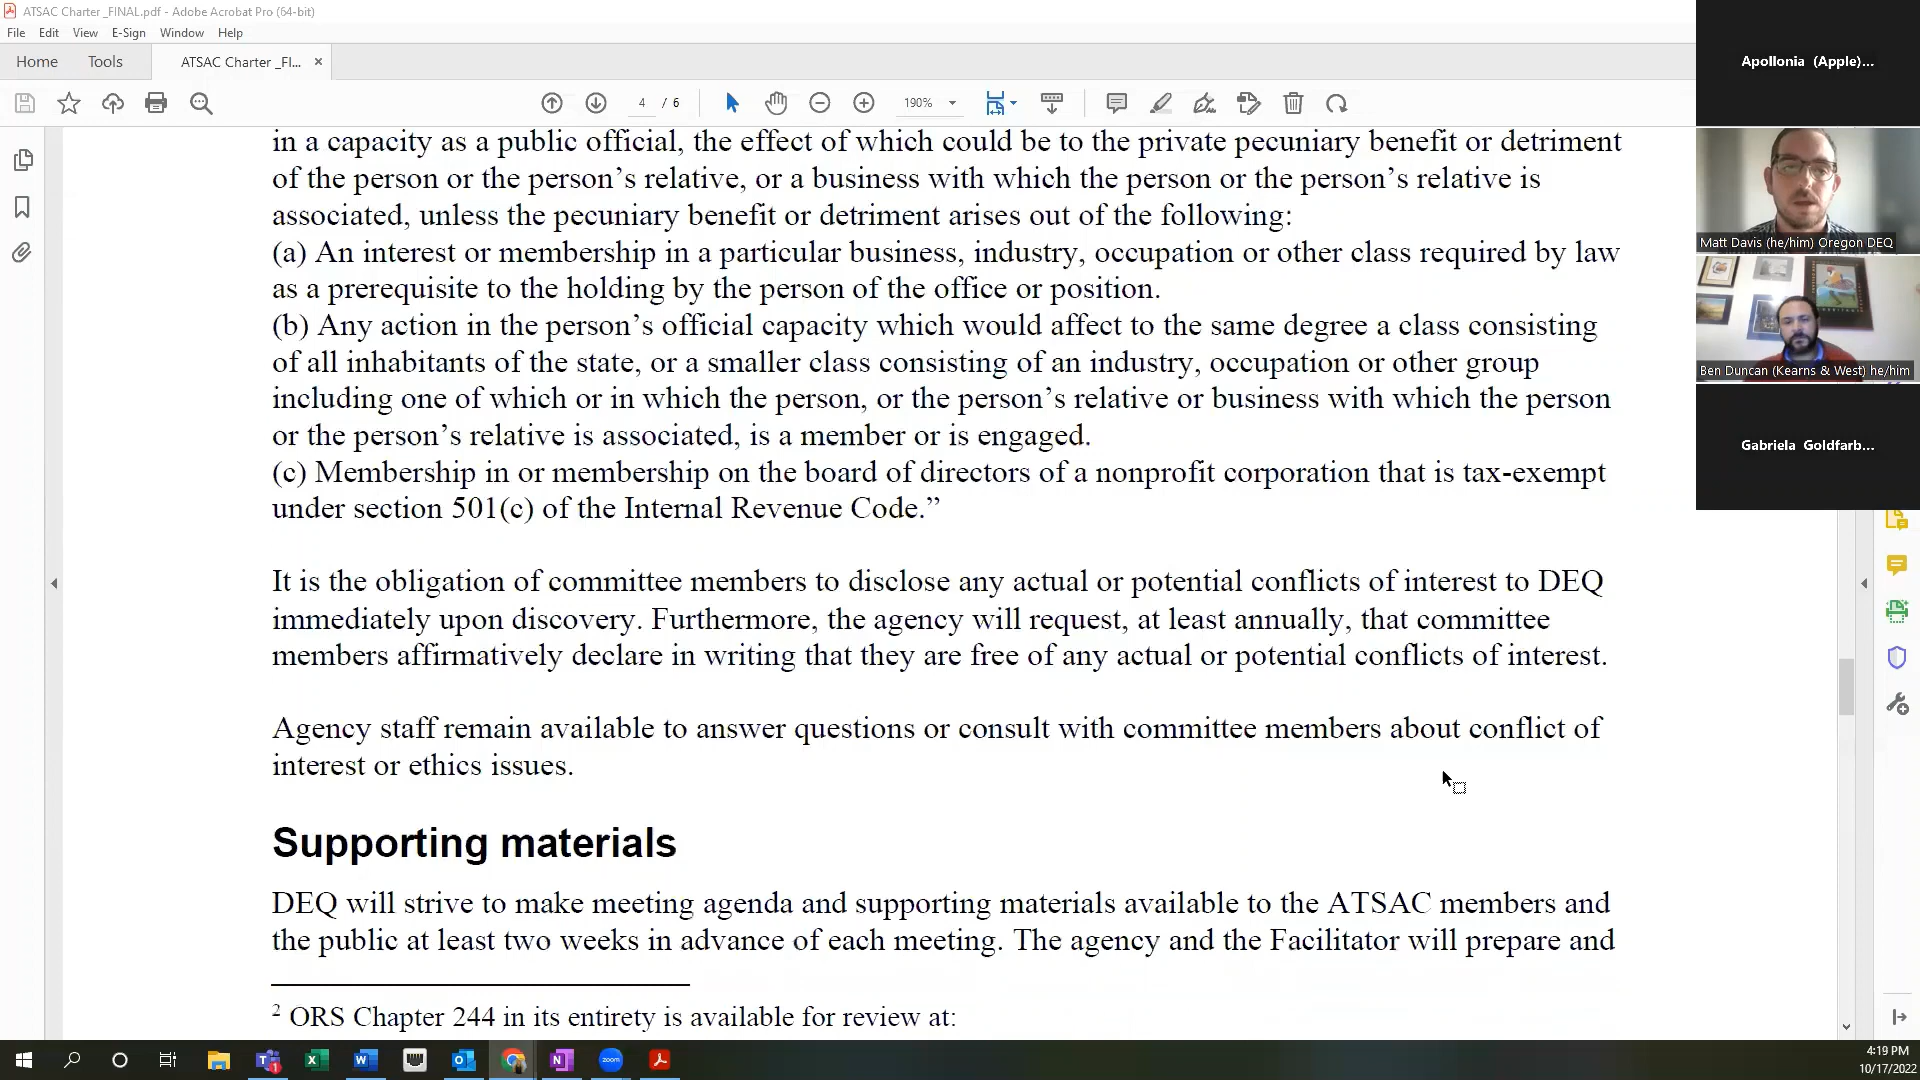 ATSAC Charter _FINAL.pdf - Adobe Acrobat Pro (64-bit)
File Edit View E-Sign Window Help
Home Tools ATSAC Charter _FI... ×
4 / 6 190%
in a capacity as a public official, the effect of which could be to the private pecuniary benefit or detriment
of the person or the person’s relative, or a business with which the person or the person’s relative is
associated, unless the pecuniary benefit or detriment arises out of the following:
(a) An interest or membership in a particular business, industry, occupation or other class required by law
as a prerequisite to the holding by the person of the office or position.
(b) Any action in the person’s official capacity which would affect to the same degree a class consisting
of all inhabitants of the state, or a smaller class consisting of an industry, occupation or other group
including one of which or in which the person, or the person’s relative or business with which the person
or the person’s relative is associated, is a member or is engaged.
(c) Membership in or membership on the board of directors of a nonprofit corporation that is tax-exempt
under section 501(c) of the Internal Revenue Code.”
It is the obligation of committee members to disclose any actual or potential conflicts of interest to DEQ
immediately upon discovery. Furthermore, the agency will request, at least annually, that committee
members affirmatively declare in writing that they are free of any actual or potential conflicts of interest.
Agency staff remain available to answer questions or consult with committee members about conflict of
interest or ethics issues.
Supporting materials
DEQ will strive to make meeting agenda and supporting materials available to the ATSAC members and
the public at least two weeks in advance of each meeting. The agency and the Facilitator will prepare and
2 ORS Chapter 244 in its entirety is available for review at:
Apollonia (Apple)...
Matt Davis (he/him) Oregon DEQ
Ben Duncan (Kearns & West) he/him
Gabriela Goldfarb...
zoom
4:19 PM
10/17/2022